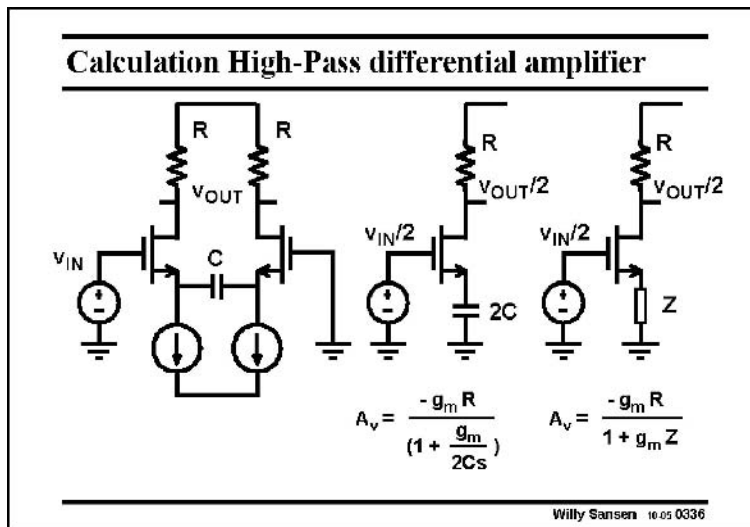 Calculation High-Pass differential amplifier
R R R R
vOUT vOUT/2 vOUT/2
vIN/2 vIN/2
vIN C
2C Z
+ - + - + -
Av = - gm R / (1 + gm / 2Cs )
Av = - gm R / 1 + gm Z
Willy Sansen 10-05 0336